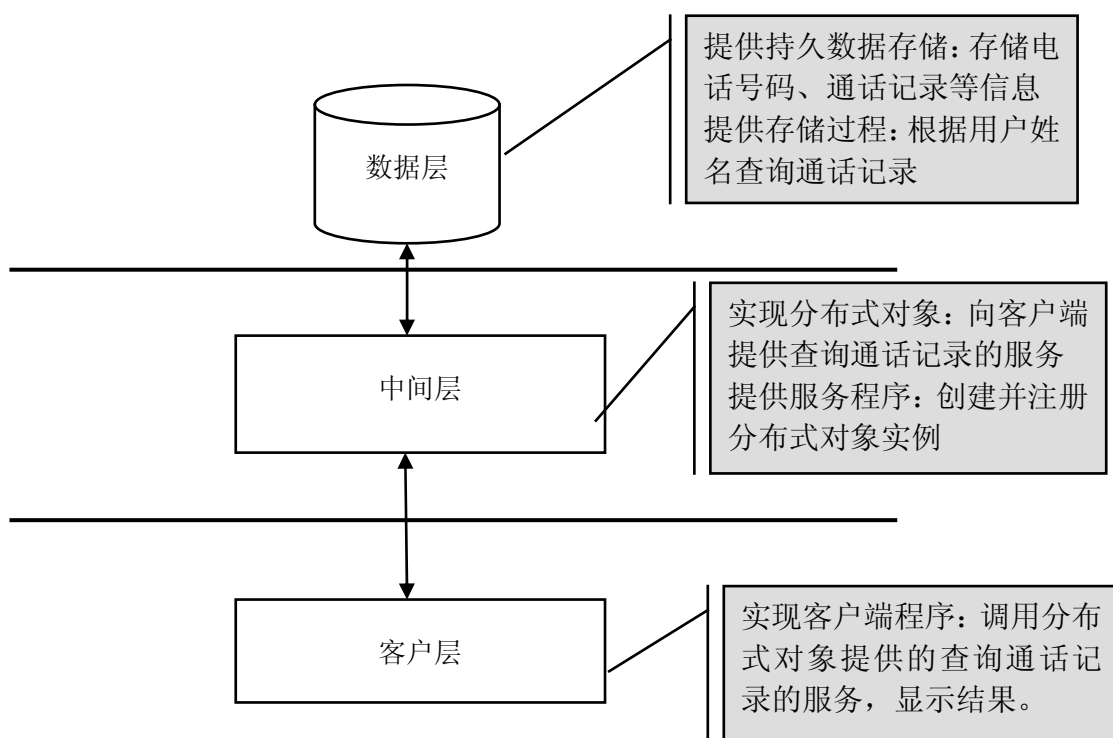 提供持久数据存储：存储电
话号码、通话记录等信息
提供存储过程：根据用户姓
名查询通话记录
数据层
实现分布式对象：向客户端
提供查询通话记录的服务
提供服务程序：创建并注册
分布式对象实例
中间层
实现客户端程序：调用分布
式对象提供的查询通话记
录的服务，显示结果。
客户层